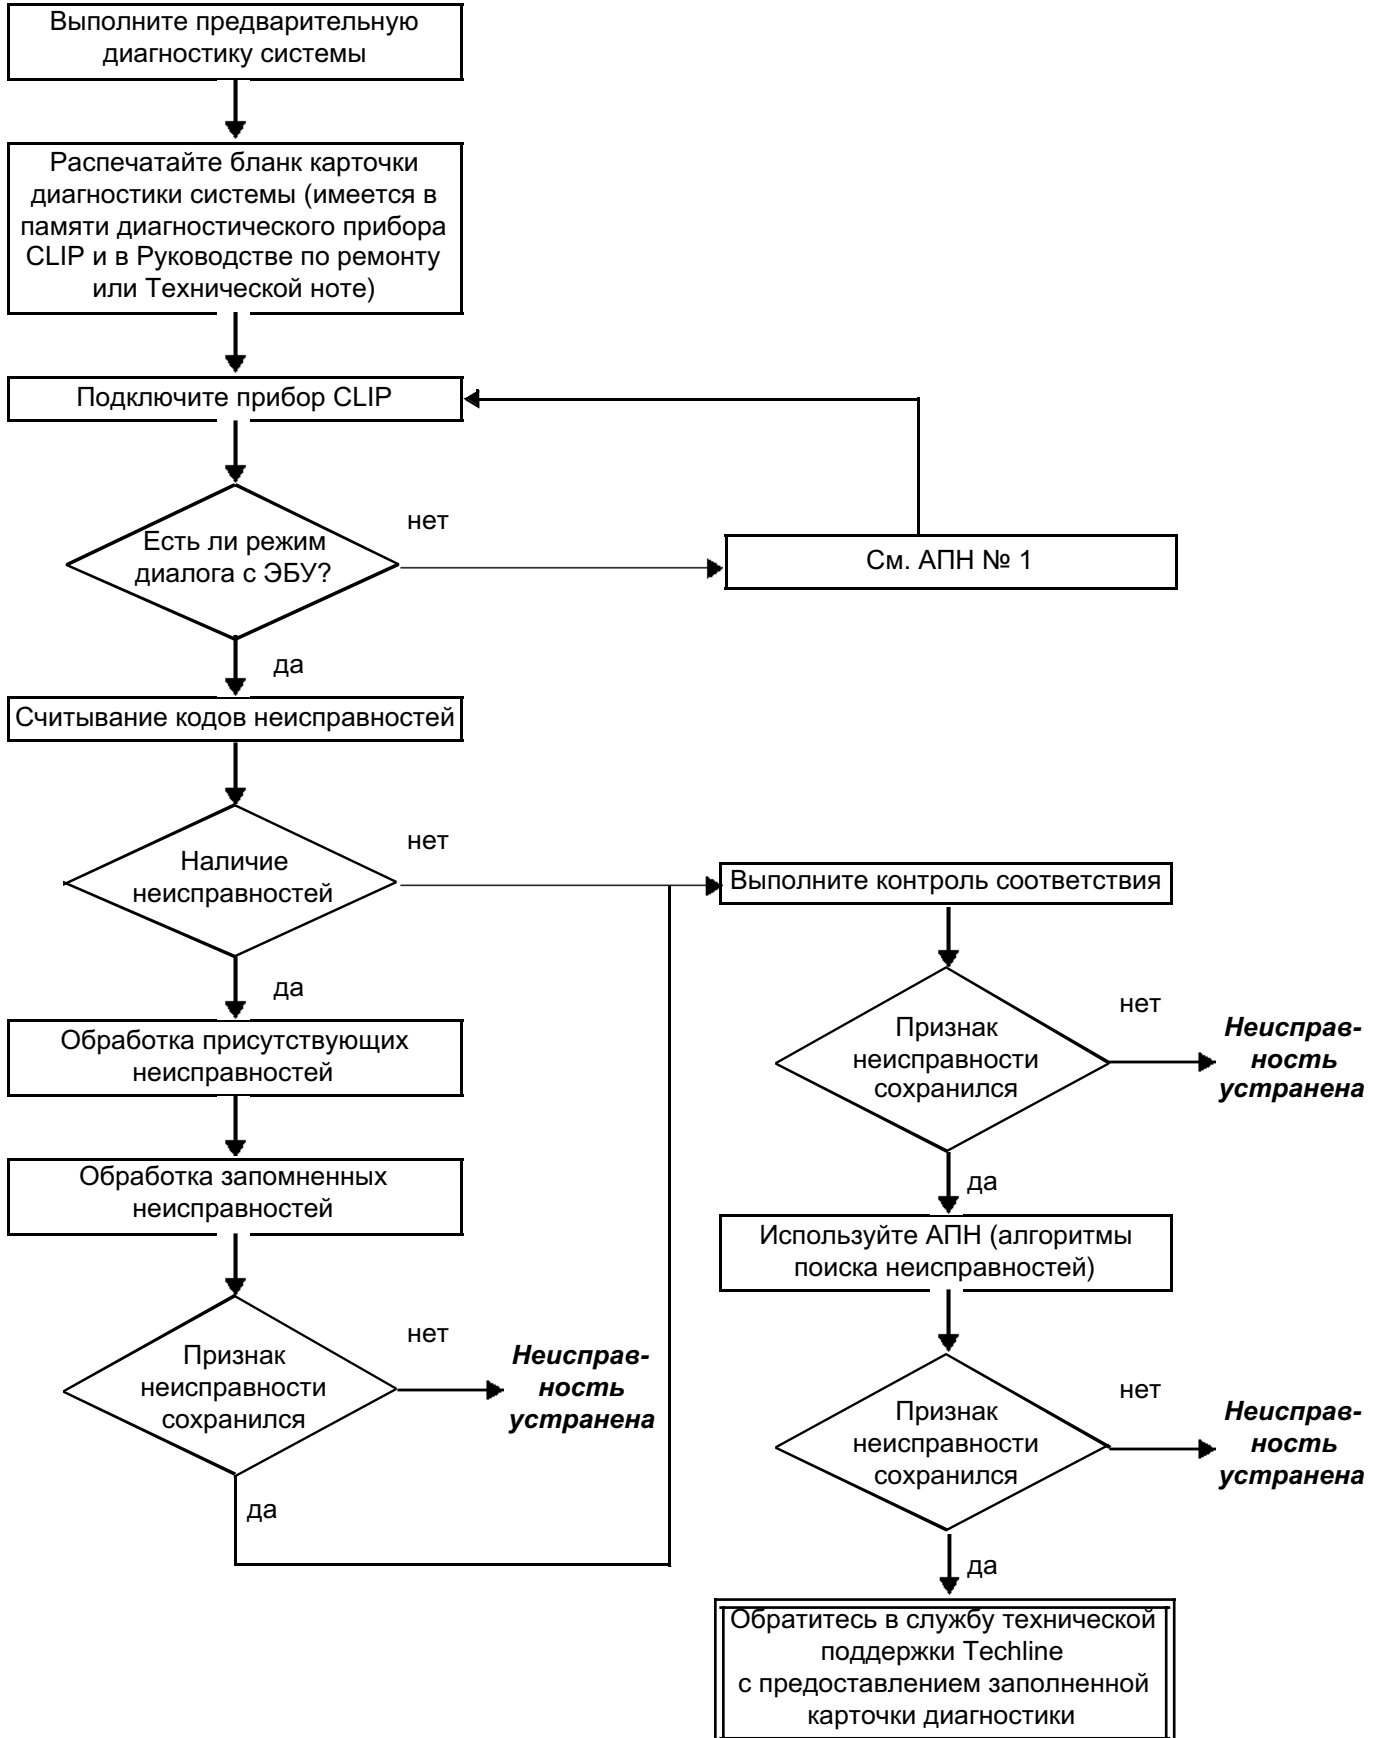 Выполните предварительную
диагностику системы
Распечатайте бланк карточки
диагностики системы (имеется в
памяти диагностического прибора
CLIP и в Руководстве по ремонту
или Технической ноте)
Подключите прибор CLIP
Есть ли режим
диалога с ЭБУ?
нет
См. АПН № 1
да
Считывание кодов неисправностей
Наличие
неисправностей
нет
да
Обработка присутствующих
неисправностей
Обработка запомненных
неисправностей
Признак
неисправности
сохранился
нет
Неисправ-
ность
устранена
да
Выполните контроль соответствия
Признак
неисправности
сохранился
нет
Неисправ-
ность
устранена
да
Используйте АПН (алгоритмы
поиска неисправностей)
Признак
неисправности
сохранился
нет
Неисправ-
ность
устранена
да
Обратитесь в службу технической
поддержки Techline
с предоставлением заполненной
карточки диагностики